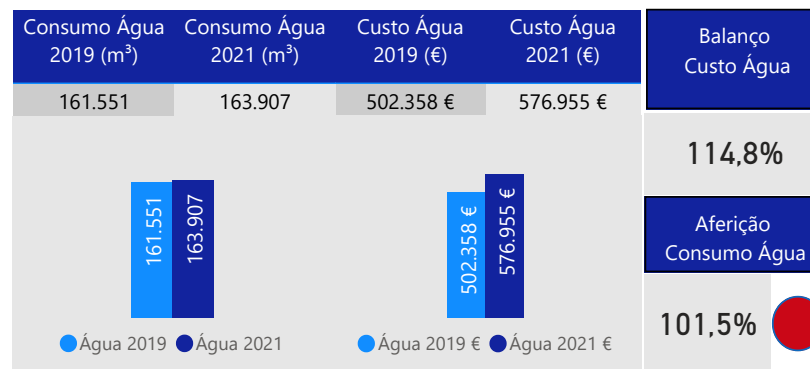 Consumo Água 2019 (m³)
Consumo Água 2021 (m³)
Custo Água 2019 (€)
Custo Água 2021 (€)
161.551
163.907
502.358 €
576.955 €
161.551
163.907
502.358 €
576.955 €
Água 2019
Água 2021
Água 2019 €
Água 2021 €
Balanço
Custo Água
114,8%
Aferição
Consumo Água
101,5%